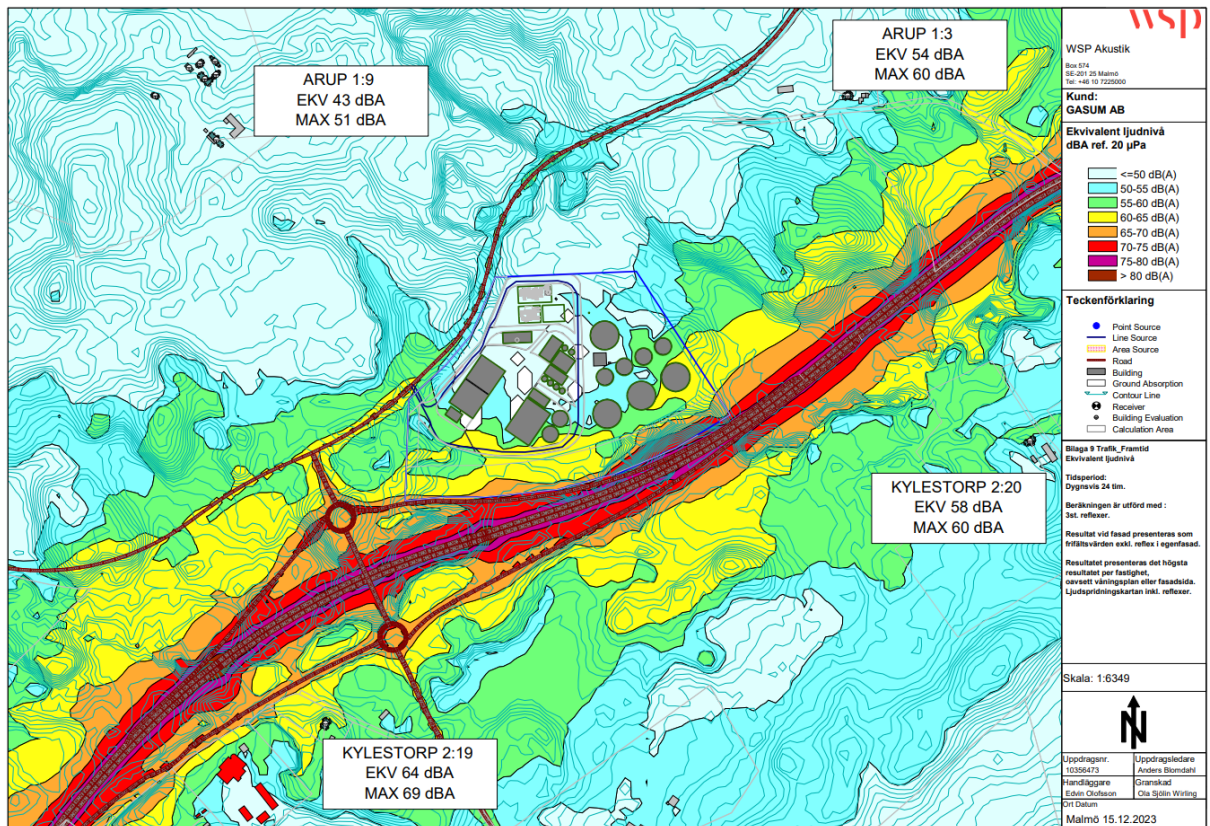 ARUP 1:9
EKV 43 dBA
MAX 51 dBA
ARUP 1:3
EKV 54 dBA
MAX 60 dBA
KYLESTORP 2:20
EKV 58 dBA
MAX 60 dBA
KYLESTORP 2:19
EKV 64 dBA
MAX 69 dBA
wsp
WSP Akustik
Box 574
SE-201 25 Malmö
Tel: +46 10 7225000
Kund:
GASUM AB
Ekvivalent ljudnivå
dBA ref. 20 µPa
<=50 dB(A)
50-55 dB(A)
55-60 dB(A)
60-65 dB(A)
65-70 dB(A)
70-75 dB(A)
75-80 dB(A)
> 80 dB(A)
Teckenförklaring
Point Source
Line Source
Area Source
Road
Building
Ground Absorption
Contour Line
Receiver
Building Evaluation
Calculation Area
Bilaga 9 Trafik_Framtid
Ekvivalent ljudnivå
Tidsperiod:
Dygnsvis 24 tim.
Beräkningen är utförd med :
3st. reflexer.
Resultat vid fasad presenteras som
frifältsvärden exkl. reflex i egenfasad.
Resultatet presenteras det högsta
resultatet per fastighet,
oavsett våningsplan eller fasadsida.
Ljudspridningskartan inkl. reflexer.
Skala: 1:6349
N
Uppdragsnr. Uppdragsledare
10356473 Anders Blomdahl
Handläggare Granskad
Edvin Olofsson Ola Sjölin Wirling
Ort Datum
Malmö 15.12.2023